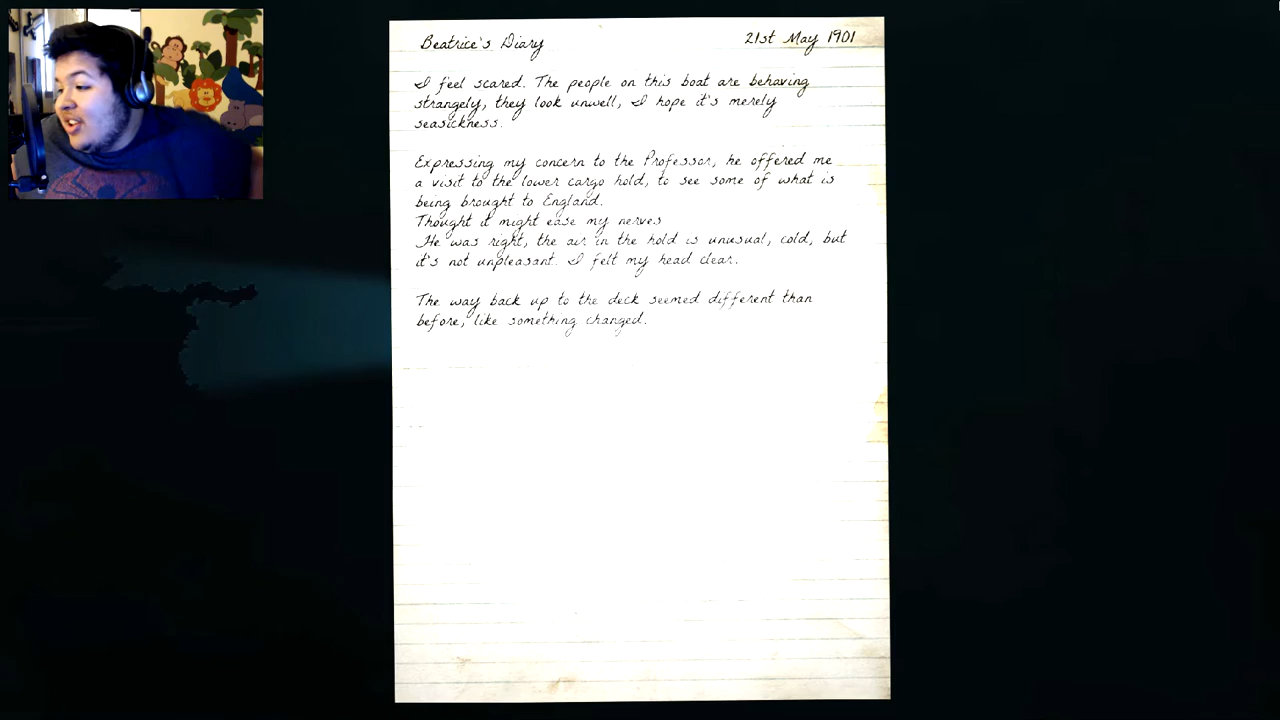 Beatrice's Diary
21st May 1901
I feel scared. The people on this boat are behaving
strangely, they look unwell, I hope it's merely
seasickness.
Expressing my concern to the Professor, he offered me
a visit to the lower cargo hold, to see some of what is
being brought to England.
Thought it might ease my nerves
He was right, the air in the hold is unusual, cold, but
it's not unpleasant. I felt my head clear.
The way back up to the deck seemed different than
before, like something changed.